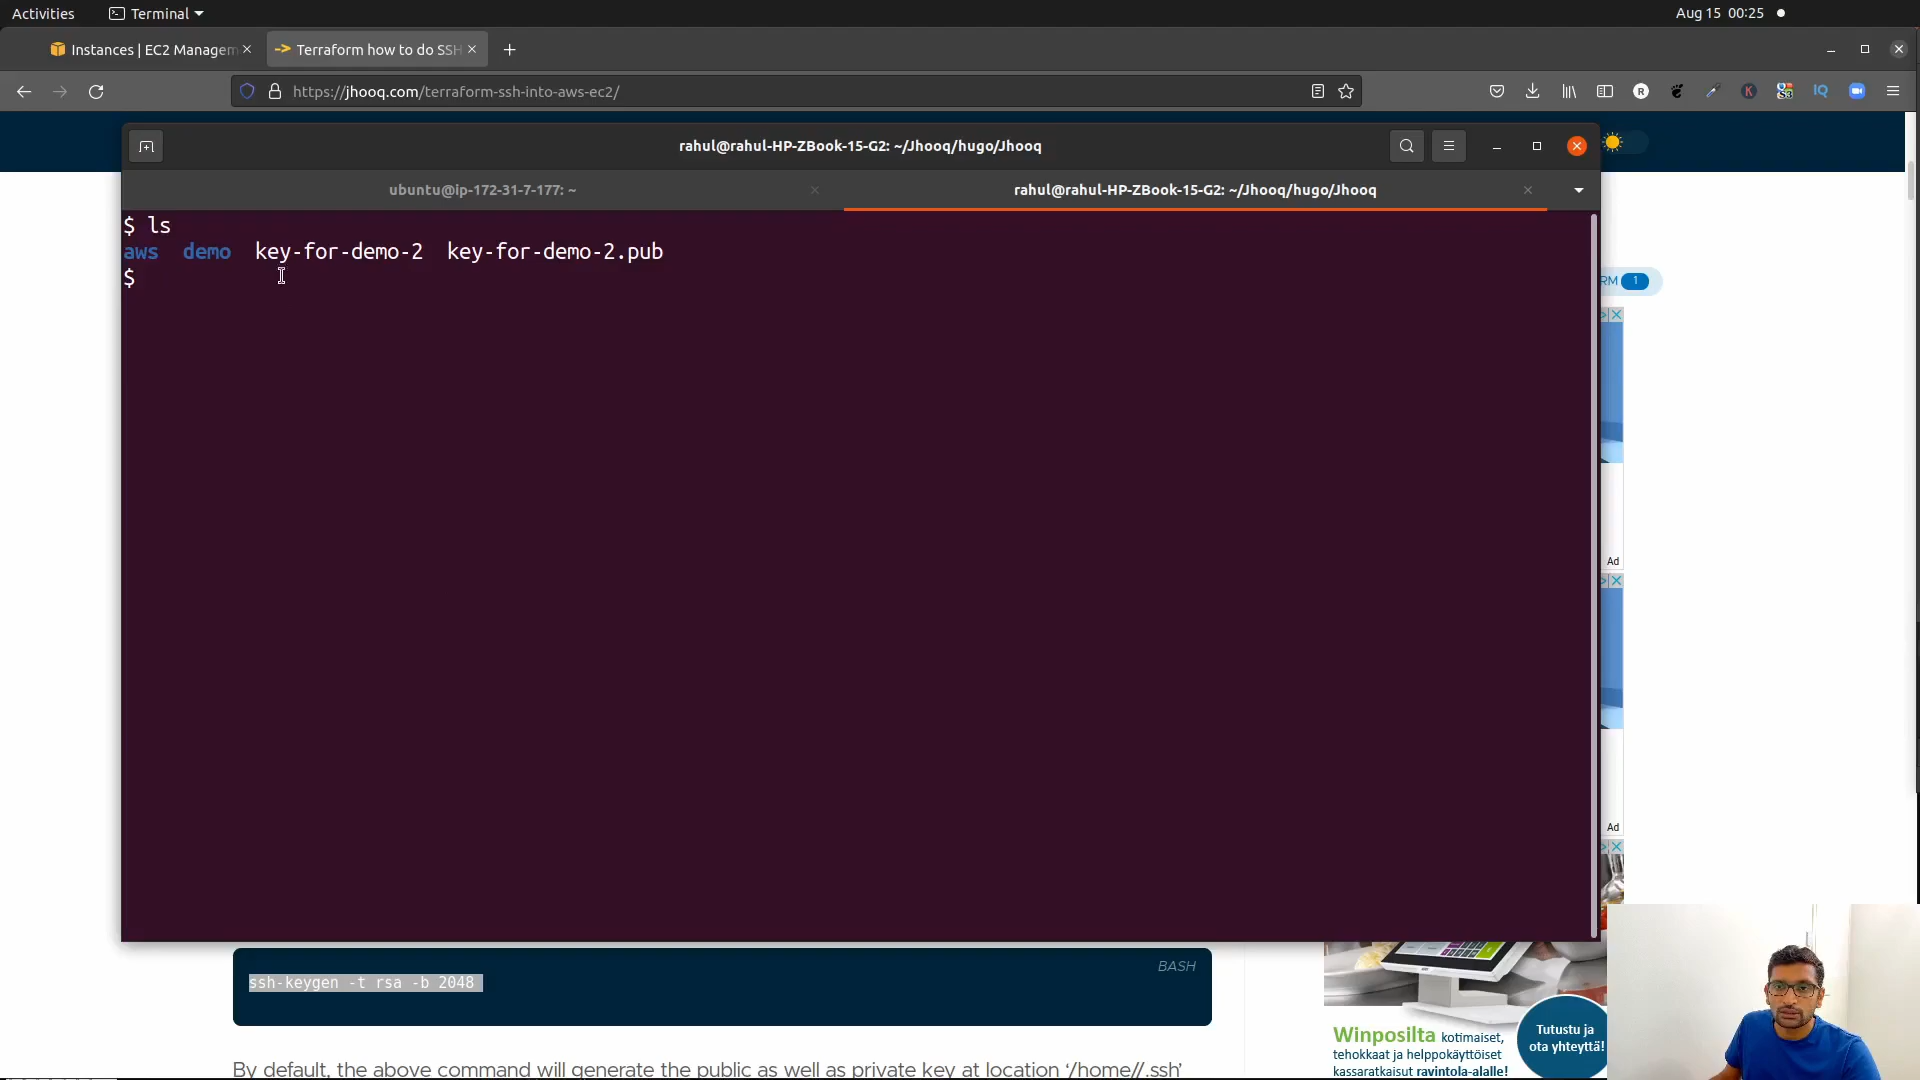 Activities
Terminal
Aug 15 00:25
Instances | EC2 Managem
Terraform how to do SSH
https://jhooq.com/terraform-ssh-into-aws-ec2/
R
K
IQ
rahul@rahul-HP-ZBook-15-G2: ~/Jhooq/hugo/Jhooq
ubuntu@ip-172-31-7-177: ~
rahul@rahul-HP-ZBook-15-G2: ~/Jhooq/hugo/Jhooq
$ ls
aws demo key-for-demo-2 key-for-demo-2.pub
$
RM 1
Ad
Ad
BASH
ssh-keygen -t rsa -b 2048
By default, the above command will generate the public as well as private key at location ‘/home//.ssh’
Winposilta kotimaiset,
tehokkaat ja helppokäyttöiset
kassaratkaisut ravintola-alalle!
Tutustu ja
ota yhteyttä!